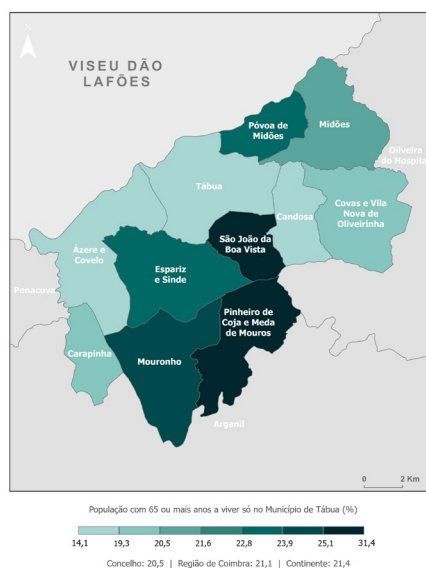 VISEU DÃO
LAFÕES
Póvoa de
Midões
Midões
Oliveira
do Hospita
Tábua
Candosa
Covas e Vila
Nova de
Oliveirinha
São João da
Boa Vista
Ázere e
Covelo
Espariz
e Sinde
Penacova
Pinheiro de
Coja e Meda
de Mouros
Carapinha
Mouronho
Arganil
0 2 Km
População com 65 ou mais anos a viver só no Município de Tábua (%)
14,1 19,3 20,5 21,6 22,8 23,9 25,1 31,4
Concelho: 20,5 | Região de Coimbra: 21,1 | Continente: 21,4